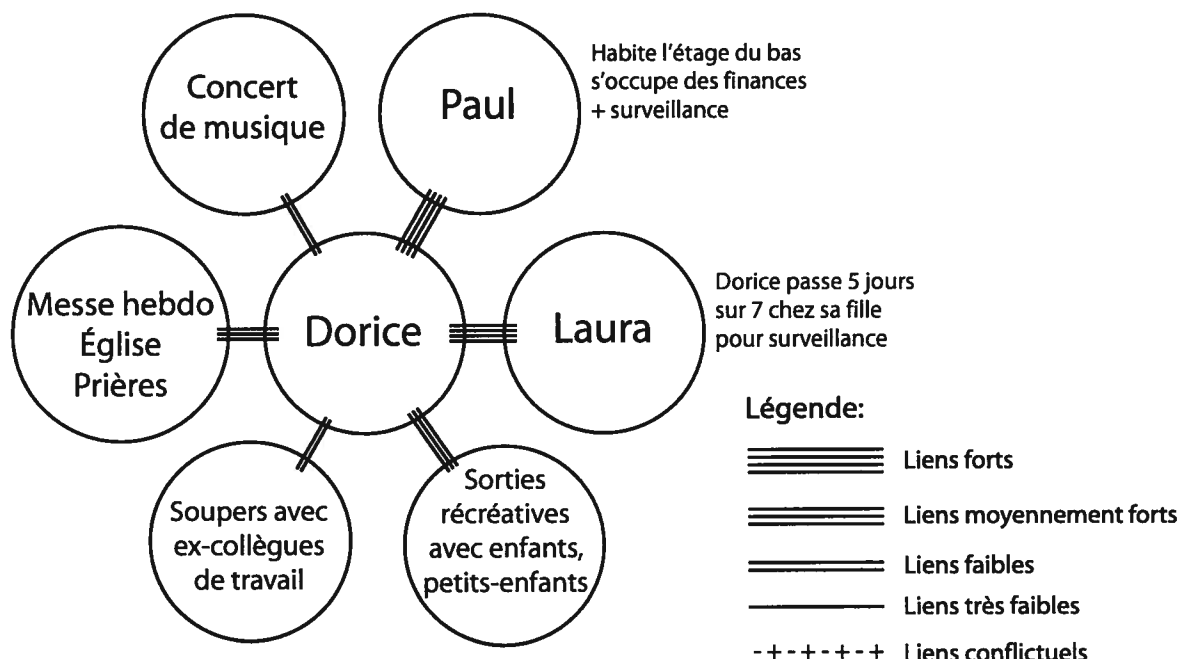 Concert
de musique
Paul
Habite l'étage du bas
s'occupe des finances
+ surveillance
Messe hebdo
Église
Prières
Dorice
Laura
Dorice passe 5 jours
sur 7 chez sa fille
pour surveillance
Soupers avec
ex-collègues
de travail
Sorties
récréatives
avec enfants,
petits-enfants
Légende:
Liens forts
Liens moyennement forts
Liens faibles
Liens très faibles
Liens conflictuels